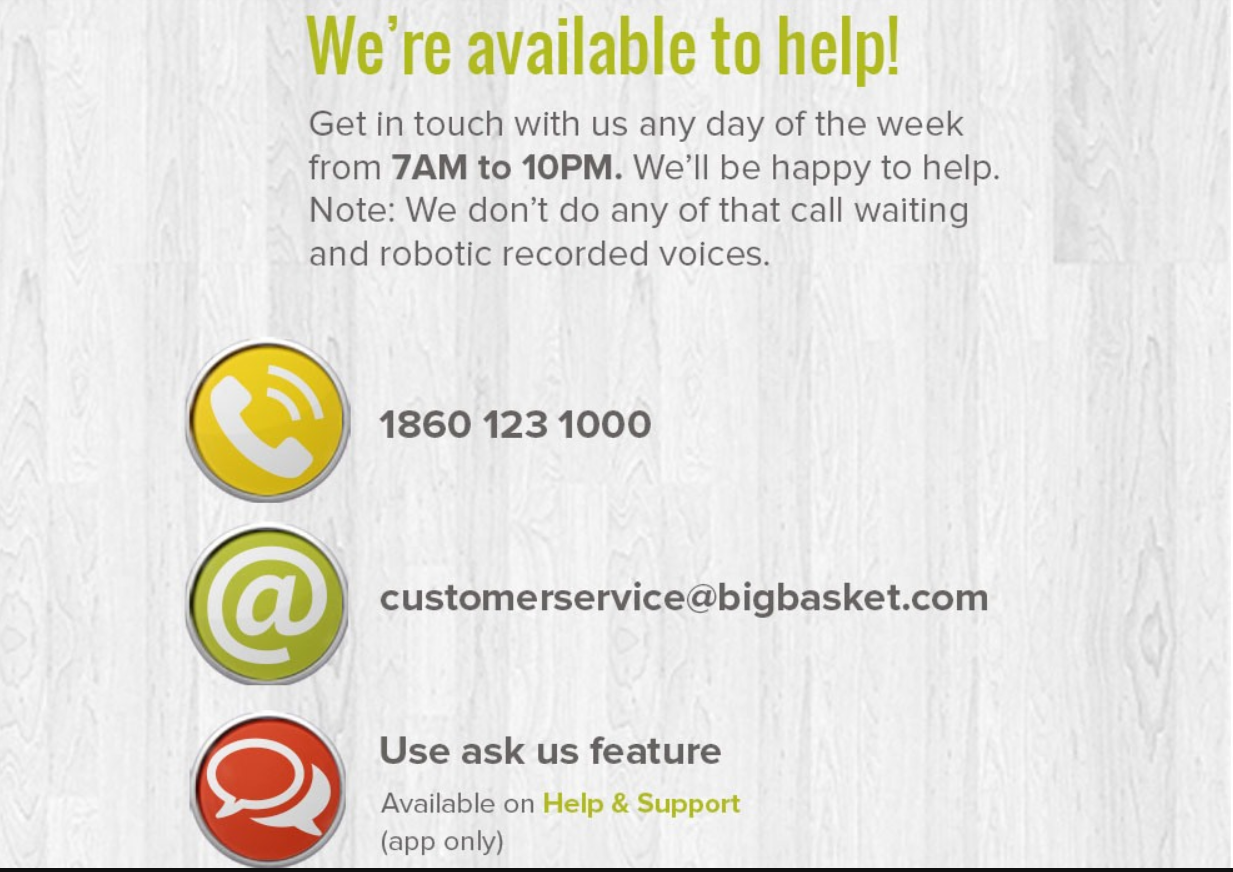 We're available to help!
Get in touch with us any day of the week
from 7AM to 10PM. We'll be happy to help.
Note: We don't do any of that call waiting
and robotic recorded voices.
1860 123 1000
@
customerservice@bigbasket.com
Use ask us feature
Available on Help & Support
(app only)